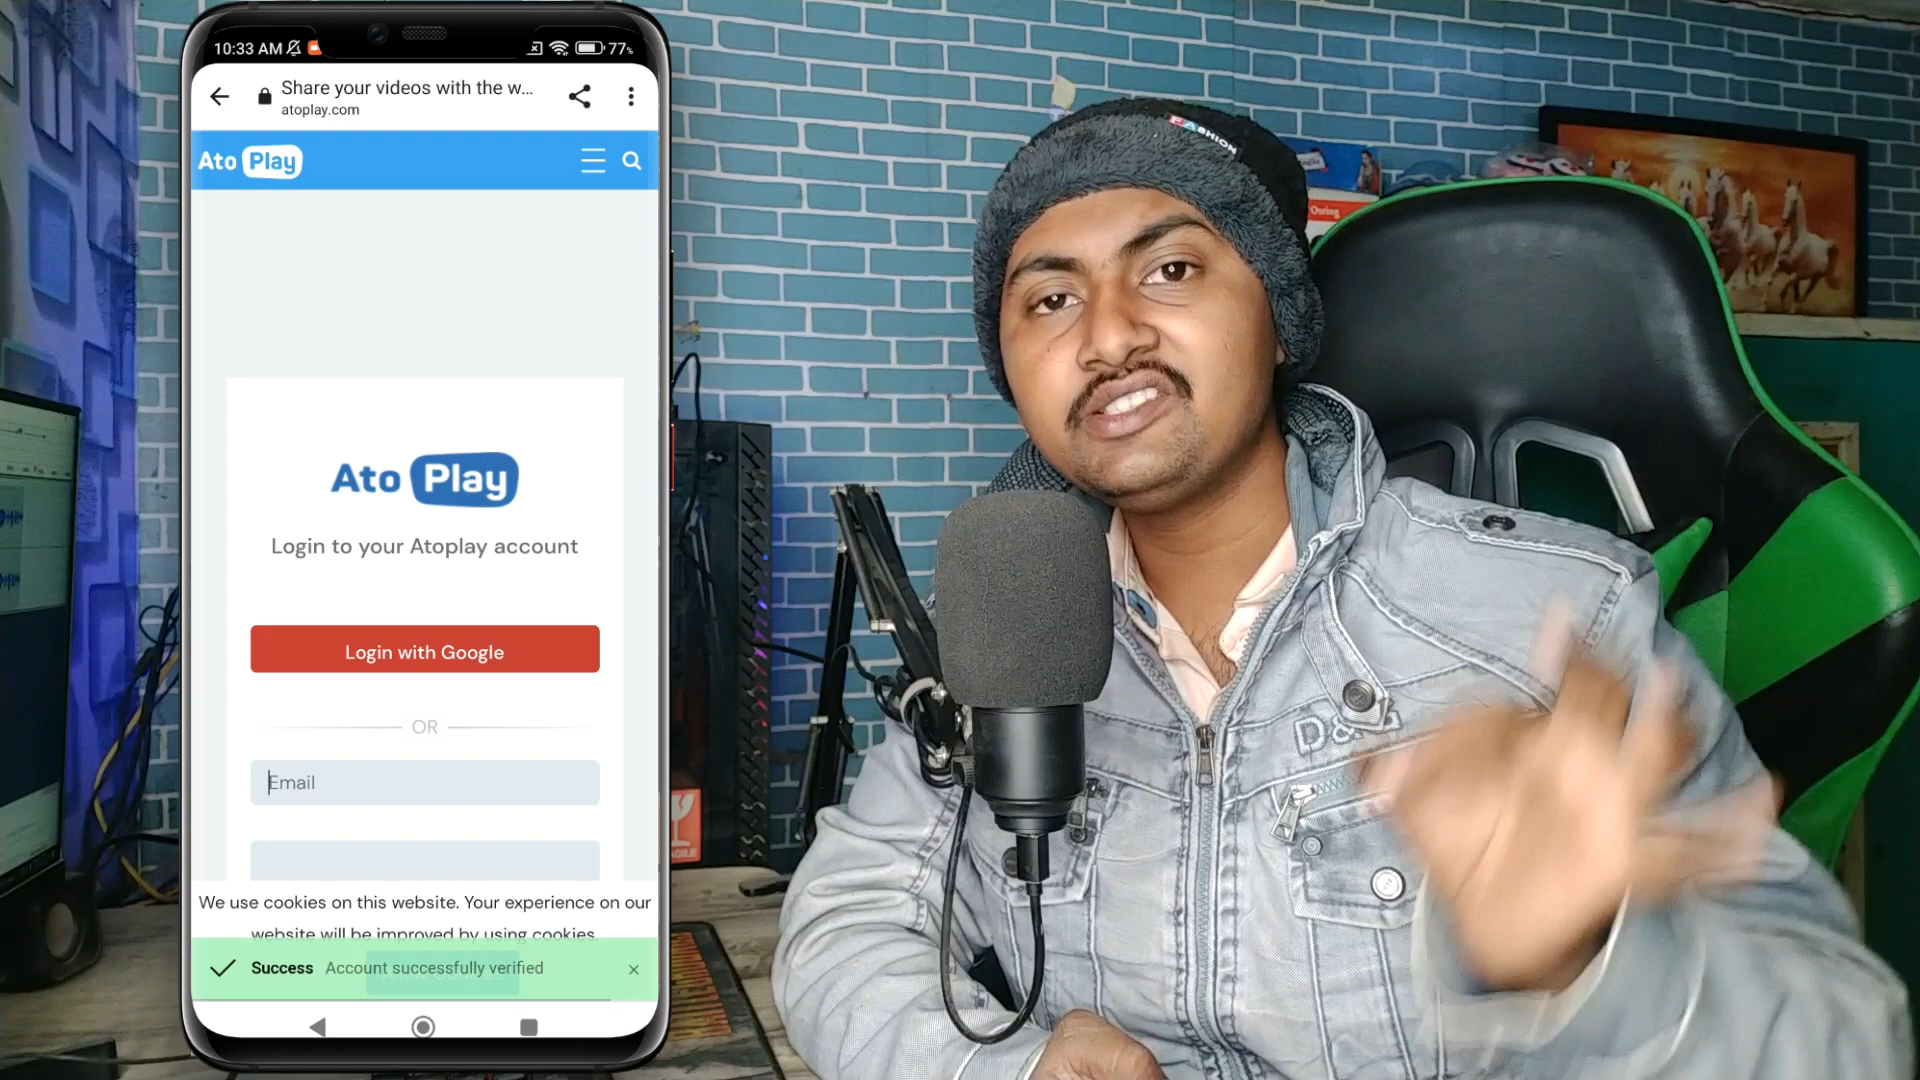 10:33 AM
77%
Share your videos with the w...
atoplay.com
Ato Play
Ato Play
Login to your Atoplay account
Login with Google
OR
Email
We use cookies on this website. Your experience on our
website will be improved by using cookies.
Success Account successfully verified
FASHION
Osring
D&G